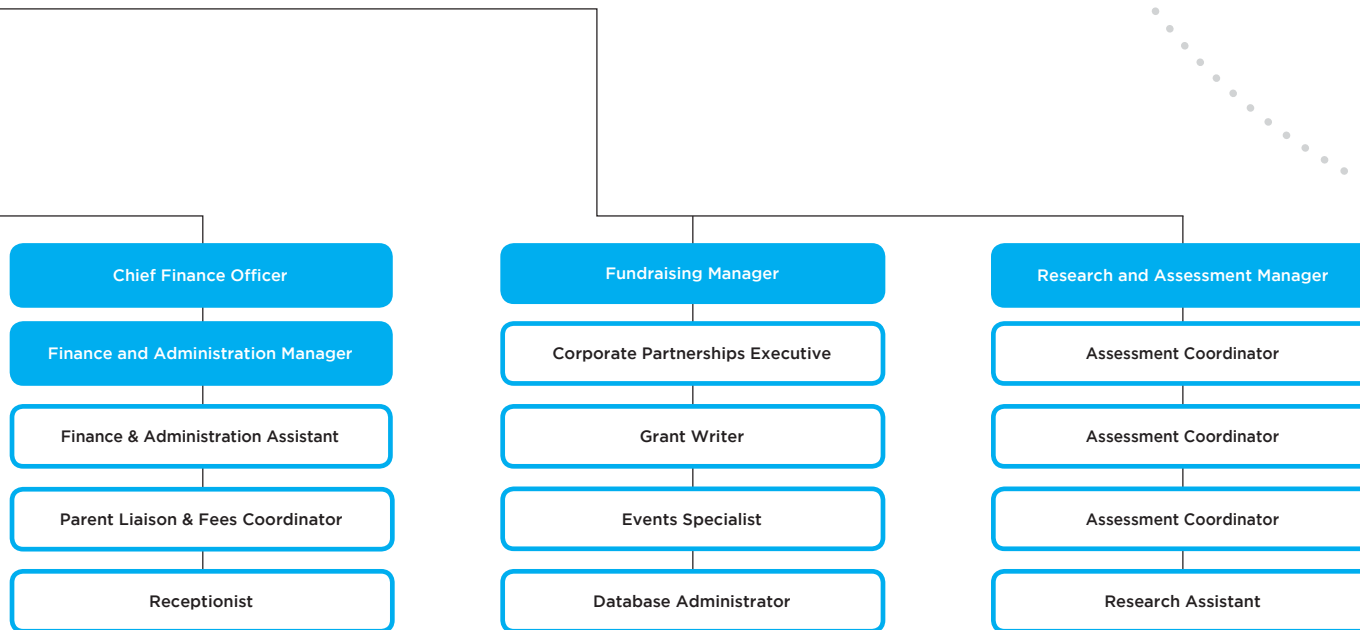 Chief Finance Officer
Finance and Administration Manager
Finance & Administration Assistant
Parent Liaison & Fees Coordinator
Receptionist
Fundraising Manager
Corporate Partnerships Executive
Grant Writer
Events Specialist
Database Administrator
Research and Assessment Manager
Assessment Coordinator
Assessment Coordinator
Assessment Coordinator
Research Assistant